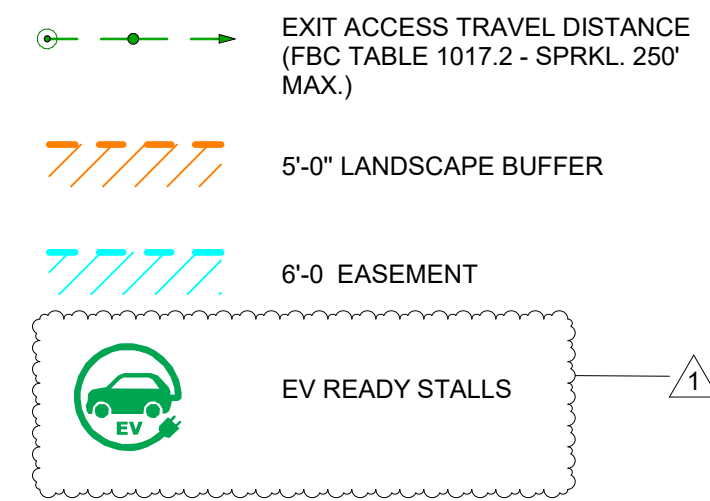 EXIT ACCESS TRAVEL DISTANCE
(FBC TABLE 1017.2 - SPRKL. 250'
MAX.)
5'-0" LANDSCAPE BUFFER
6'-0  EASEMENT
EV READY STALLS
EV
1